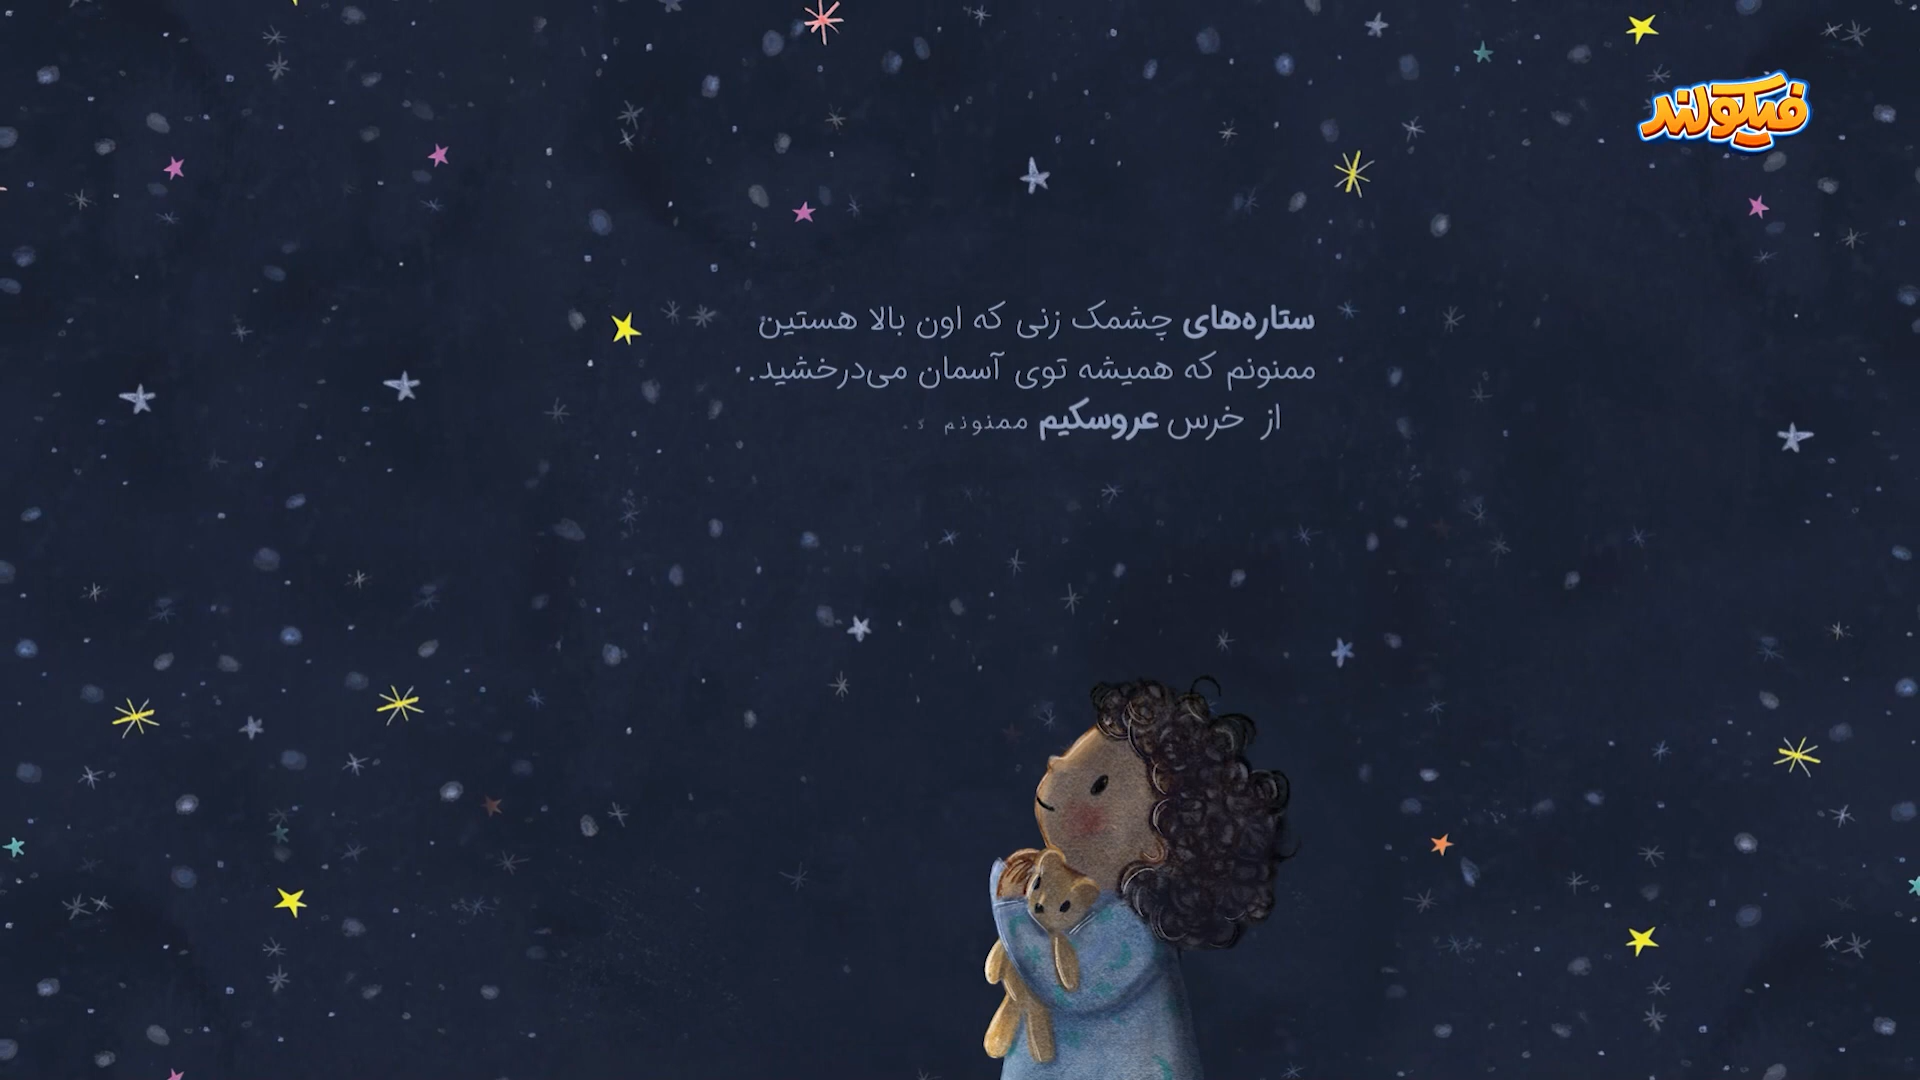 فیکولند
ستاره‌های چشمک زنی که اون بالا هستین
ممنونم که همیشه توی آسمان می‌درخشید.
از خرس عروسکیم ممنونم